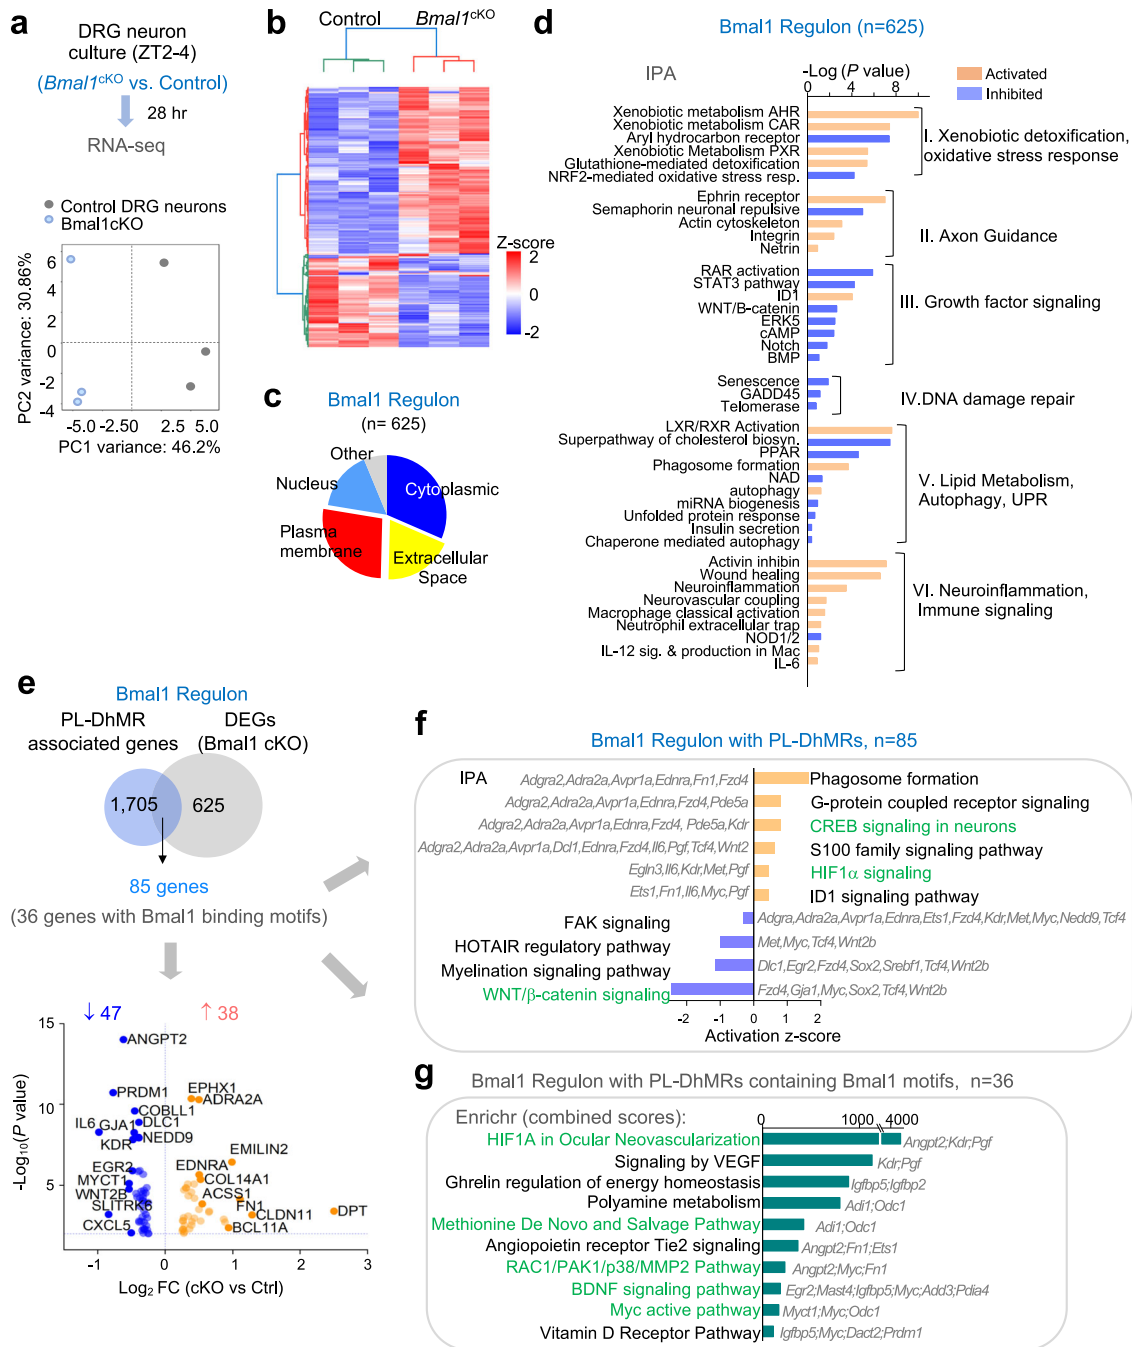 a
DRG neuron
culture (ZT2-4)
(Bmal1cKO vs. Control)
28 hr
RNA-seq
Control DRG neurons
Bmal1cKO
PC2 variance: 30.86%
6
4
2
0
-2
-4
-5.0 -2.50 0 2.5 5.0
PC1 variance: 46.2%
b
Control Bmal1cKO
Z-score
2
0
-2
c
Bmal1 Regulon
(n= 625)
Other
Nucleus
Cytoplasmic
Plasma
membrane
Extracellular
Space
d
Bmal1 Regulon (n=625)
IPA
-Log (P value)
0 4 8
Activated
Inhibited
Xenobiotic metabolism AHR
Xenobiotic metabolism CAR
Aryl hydrocarbon receptor
Xenobiotic Metabolism PXR
Glutathione-mediated detoxification
NRF2-mediated oxidative stress resp.
I. Xenobiotic detoxification,
oxidative stress response
Ephrin receptor
Semaphorin neuronal repulsive
Actin cytoskeleton
Integrin
Netrin
II. Axon Guidance
RAR activation
STAT3 pathway
ID1
WNT/B-catenin
ERK5
cAMP
Notch
BMP
III. Growth factor signaling
Senescence
GADD45
Telomerase
IV.DNA damage repair
LXR/RXR Activation
Superpathway of cholesterol biosyn.
PPAR
Phagosome formation
NAD
autophagy
miRNA biogenesis
Unfolded protein response
Insulin secretion
Chaperone mediated autophagy
V. Lipid Metabolism,
Autophagy, UPR
Activin inhibin
Wound healing
Neuroinflammation
Neurovascular coupling
Macrophage classical activation
Neutrophil extracellular trap
NOD1/2
IL-12 sig. & production in Mac
IL-6
VI. Neuroinflammation,
Immune signaling
e
Bmal1 Regulon
PL-DhMR
associated genes
DEGs
(Bmal1 cKO)
1,705 625
85 genes
(36 genes with Bmal1 binding motifs)
↓ 47 ↑ 38
-Log10(P value)
15
10
5
ANGPT2
PRDM1
EPHX1
ADRA2A
COBLL1
IL6
GJA1
DLC1
KDR
NEDD9
EMILIN2
EGR2
EDNRA
MYCT1
COL14A1
WNT2B
ACSS1
SLITRK6
FN1
CXCL5
CLDN11
DPT
BCL11A
-1 0 1 2 3
Log2 FC (cKO vs Ctrl)
f
Bmal1 Regulon with PL-DhMRs, n=85
IPA
Adgra2,Adra2a,Avpr1a,Ednra,Fn1,Fzd4 Phagosome formation
Adgra2,Adra2a,Avpr1a,Ednra,Fzd4,Pde5a G-protein coupled receptor signaling
Adgra2,Adra2a,Avpr1a,Ednra,Fzd4, Pde5a,Kdr CREB signaling in neurons
Adgra2,Adra2a,Avpr1a,Dcl1,Ednra,Fzd4,Il6,Pgf,Tcf4,Wnt2 S100 family signaling pathway
Egln3,Il6,Kdr,Met,Pgf HIF1α signaling
Ets1,Fn1,Il6,Myc,Pgf ID1 signaling pathway
FAK signaling Adgra,Adra2a,Avpr1a,Ednra,Ets1,Fzd4,Kdr,Met,Myc,Nedd9,Tcf4
HOTAIR regulatory pathway Met,Myc,Tcf4,Wnt2b
Myelination signaling pathway Dlc1,Egr2,Fzd4,Sox2,Srebf1,Tcf4,Wnt2b
WNT/β-catenin signaling Fzd4,Gja1,Myc,Sox2,Tcf4,Wnt2b
-2 -1 0 1 2
Activation z-score
g
Bmal1 Regulon with PL-DhMRs containing Bmal1 motifs, n=36
Enrichr (combined scores):
0 1000 4000
HIF1A in Ocular Neovascularization Angpt2;Kdr;Pgf
Signaling by VEGF Kdr;Pgf
Ghrelin regulation of energy homeostasis Igfbp5;Igfbp2
Polyamine metabolism Adi1;Odc1
Methionine De Novo and Salvage Pathway Adi1;Odc1
Angiopoietin receptor Tie2 signaling Angpt2;Fn1;Ets1
RAC1/PAK1/p38/MMP2 Pathway Angpt2;Myc;Fn1
BDNF signaling pathway Egr2;Mast4;Igfbp5;Myc;Add3;Pdia4
Myc active pathway Myct1;Myc;Odc1
Vitamin D Receptor Pathway Igfbp5;Myc;Dact2;Prdm1